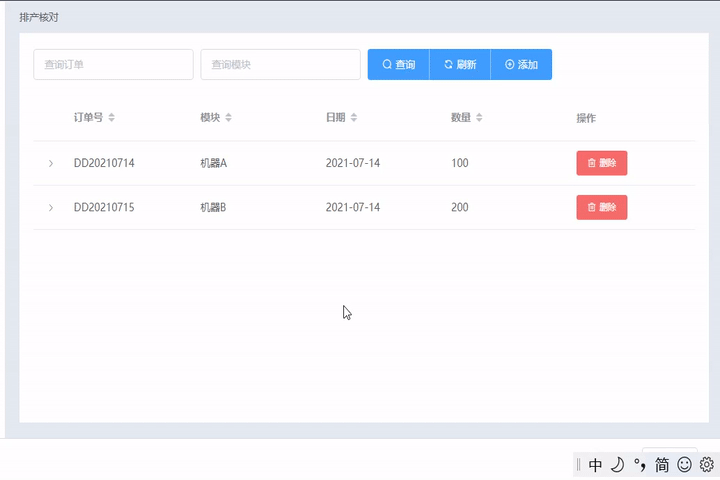 排产核对
查询订单 查询模块 查询 刷新 添加
订单号 模块 日期 数量 操作
DD20210714 机器A 2021-07-14 100 删除
DD20210715 机器B 2021-07-14 200 删除
中 °, 简